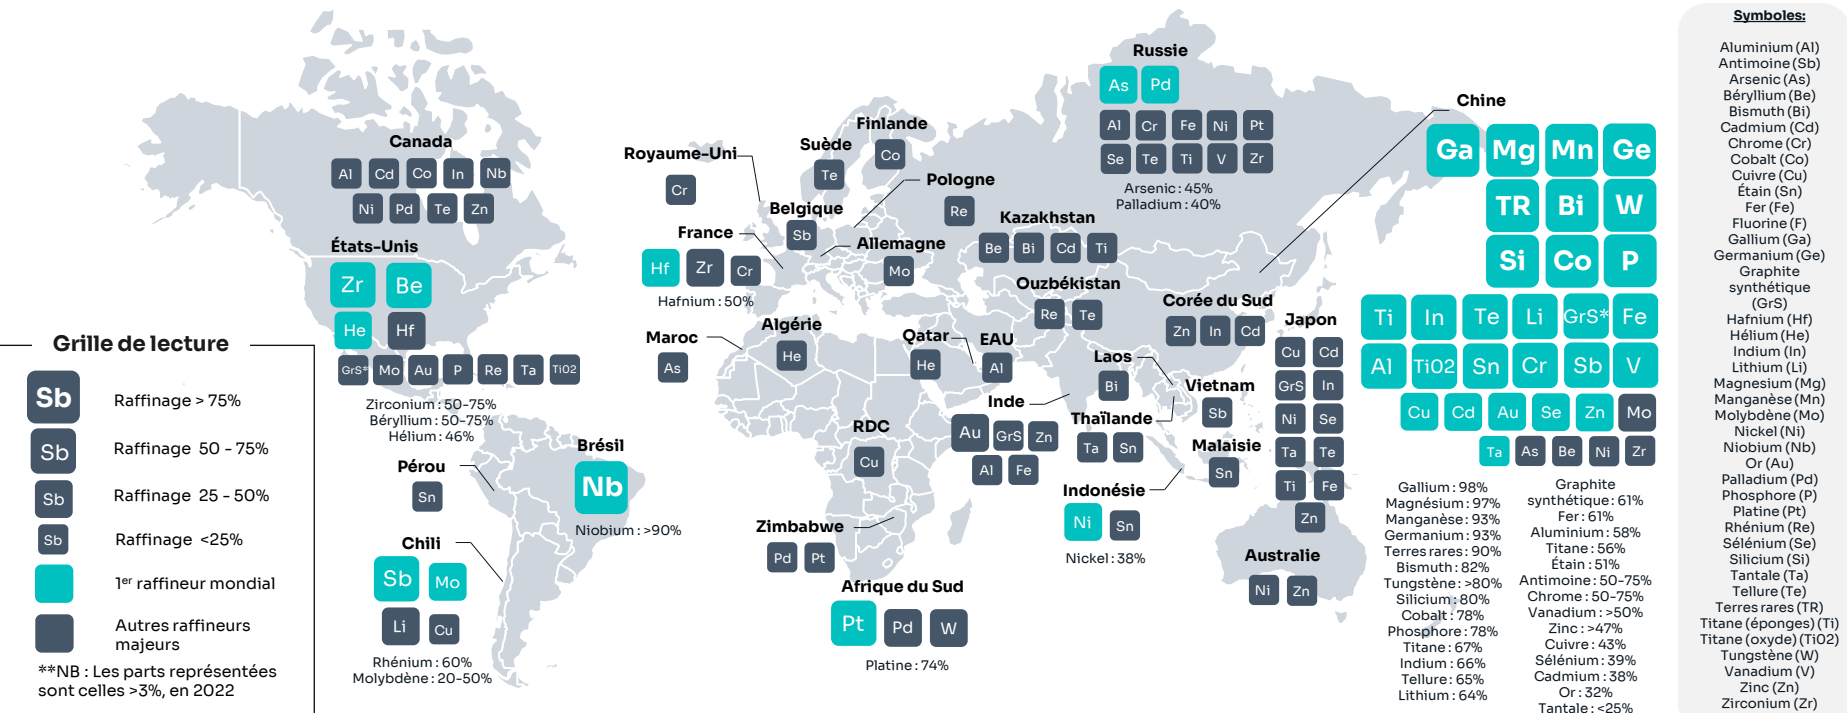 Symboles:
Aluminium (Al)
Antimoine (Sb)
Arsenic (As)
Béryllium (Be)
Bismuth (Bi)
Cadmium (Cd)
Chrome (Cr)
Cobalt (Co)
Cuivre (Cu)
Étain (Sn)
Fer (Fe)
Fluorine (F)
Gallium (Ga)
Germanium (Ge)
Graphite
synthétique
(GrS)
Hafnium (Hf)
Hélium (He)
Indium (In)
Lithium (Li)
Magnesium (Mg)
Manganèse (Mn)
Molybdène (Mo)
Nickel (Ni)
Niobium (Nb)
Or (Au)
Palladium (Pd)
Phosphore (P)
Platine (Pt)
Rhénium (Re)
Sélénium (Se)
Silicium (Si)
Tantale (Ta)
Tellure (Te)
Terres rares (TR)
Titane (éponges) (Ti)
Titane (oxyde) (TiO2)
Tungstène (W)
Vanadium (V)
Zinc (Zn)
Zirconium (Zr)
Canada
Al Cd Co In Nb
Ni Pd Te Zn
États-Unis
Zr Be
He Hf
GrS* Mo Au P Re Ta TiO2
Zirconium : 50-75%
Béryllium : 50-75%
Hélium : 46%
Grille de lecture
Sb Raffinage > 75%
Sb Raffinage 50 - 75%
Sb Raffinage 25 - 50%
Sb Raffinage <25%
1er raffineur mondial
Autres raffineurs
majeurs
**NB : Les parts représentées
sont celles >3%, en 2022
Pérou
Sn
Brésil
Nb
Niobium : >90%
Chili
Sb Mo
Li Cu
Rhénium : 60%
Molybdène : 20-50%
Royaume-Uni
Cr
Suède
Te
Finlande
Co
Belgique
Sb
Pologne
Re
France
Hf Zr Cr
Hafnium : 50%
Allemagne
Mo
Maroc
As
Algérie
He
Qatar
He
EAU
Al
RDC
Cu
Zimbabwe
Pd Pt
Afrique du Sud
Pt Pd W
Platine : 74%
Russie
As Pd
Al Cr Fe Ni Pt
Se Te Ti V Zr
Arsenic : 45%
Palladium : 40%
Kazakhstan
Be Bi Cd Ti
Ouzbékistan
Re Te
Corée du Sud
Zn In Cd
Japon
Cu Cd
GrS In
Ni Se
Ta Te
Ti Fe
Zn
Laos
Bi
Vietnam
Sb
Inde
Au GrS Zn
Al Fe
Thaïlande
Ta Sn
Malaisie
Sn
Indonésie
Ni Sn
Nickel : 38%
Australie
Ni Zn
Chine
Ga Mg Mn Ge
TR Bi W
Si Co P
Ti In Te Li GrS* Fe
Al TiO2 Sn Cr Sb V
Cu Cd Au Se Zn Mo
Ta As Be Ni Zr
Gallium : 98%
Magnésium : 97%
Manganèse : 93%
Germanium : 93%
Terres rares : 90%
Bismuth : 82%
Tungstène : >80%
Silicium : 80%
Cobalt : 78%
Phosphore : 78%
Titane : 67%
Indium : 66%
Tellure : 65%
Lithium : 64%
Graphite
synthétique : 61%
Fer : 61%
Aluminium : 58%
Titane : 56%
Étain : 51%
Antimoine : 50-75%
Chrome : 50-75%
Vanadium : >50%
Zinc : >47%
Cuivre : 43%
Sélénium : 39%
Cadmium : 38%
Or : 32%
Tantale : <25%